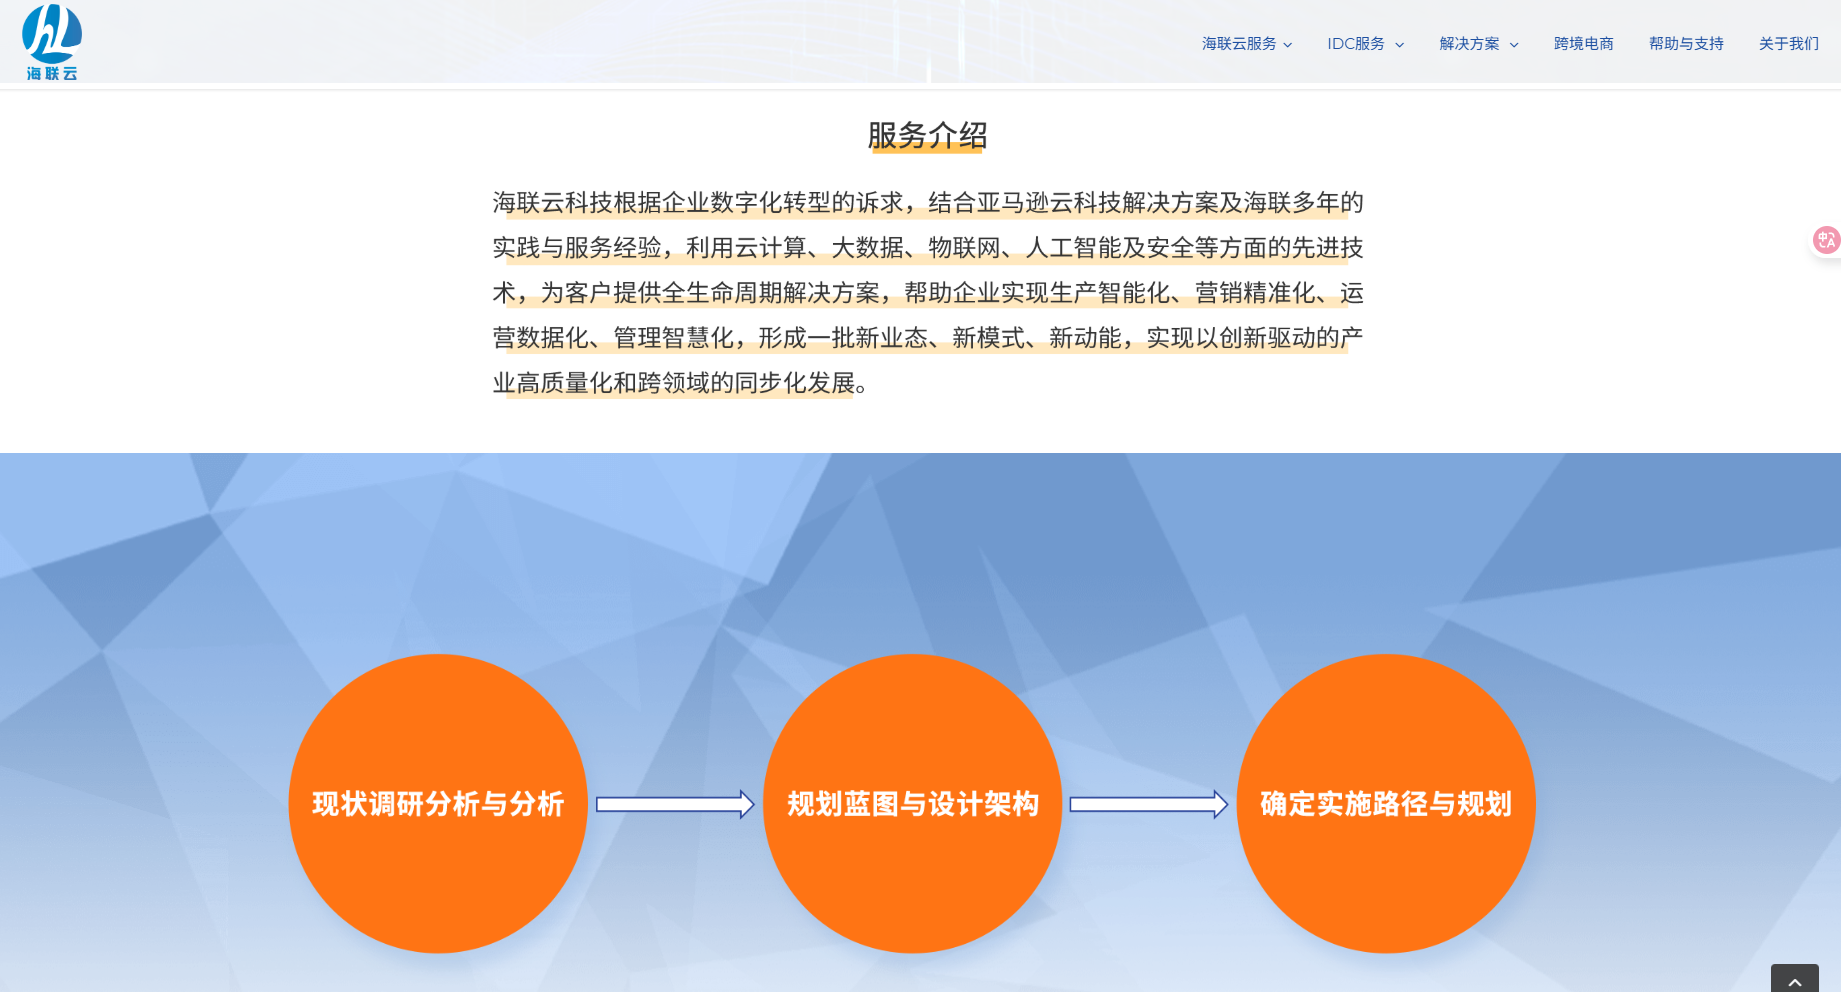 海联云
海联云服务 IDC服务 解决方案 跨境电商 帮助与支持 关于我们
服务介绍
海联云科技根据企业数字化转型的诉求，结合亚马逊云科技解决方案及海联多年的
实践与服务经验，利用云计算、大数据、物联网、人工智能及安全等方面的先进技
术，为客户提供全生命周期解决方案，帮助企业实现生产智能化、营销精准化、运
营数据化、管理智慧化，形成一批新业态、新模式、新动能，实现以创新驱动的产
业高质量化和跨领域的同步化发展。
中A
现状调研分析与分析 规划蓝图与设计架构 确定实施路径与规划